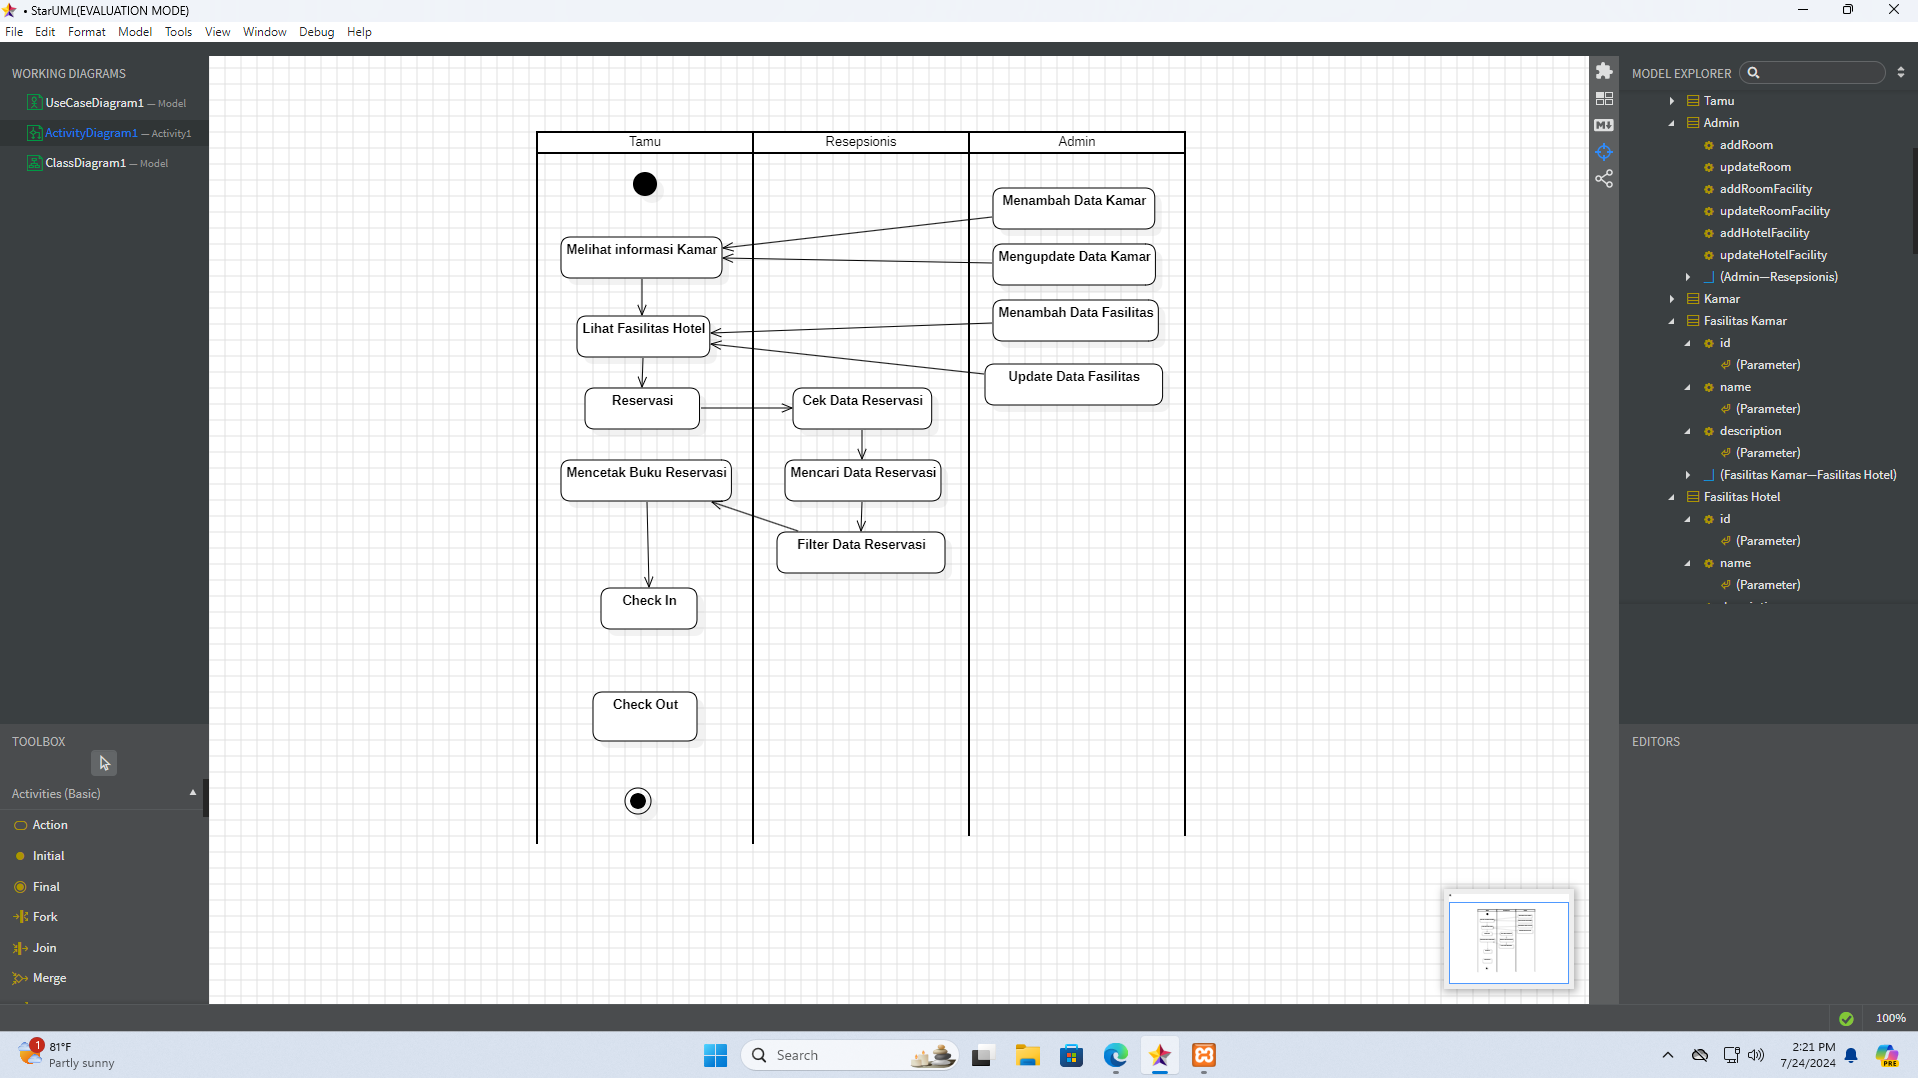 • StarUML(EVALUATION MODE)
File Edit Format Model Tools View Window Debug Help
WORKING DIAGRAMS
UseCaseDiagram1 — Model
ActivityDiagram1 — Activity1
ClassDiagram1 — Model
TOOLBOX
Activities (Basic)
Action
Initial
Final
Fork
Join
Merge
Tamu Resepsionis Admin
Menambah Data Kamar
Melihat informasi Kamar
Mengupdate Data Kamar
Menambah Data Fasilitas
Lihat Fasilitas Hotel
Update Data Fasilitas
Reservasi
Cek Data Reservasi
Mencetak Buku Reservasi
Mencari Data Reservasi
Filter Data Reservasi
Check In
Check Out
M
MODEL EXPLORER
Tamu
Admin
addRoom
updateRoom
addRoomFacility
updateRoomFacility
addHotelFacility
updateHotelFacility
(Admin—Resepsionis)
Kamar
Fasilitas Kamar
id
(Parameter)
name
(Parameter)
description
(Parameter)
(Fasilitas Kamar—Fasilitas Hotel)
Fasilitas Hotel
id
(Parameter)
name
(Parameter)
EDITORS
100%
1
81°F
Partly sunny
Search
2:21 PM
7/24/2024
PRE